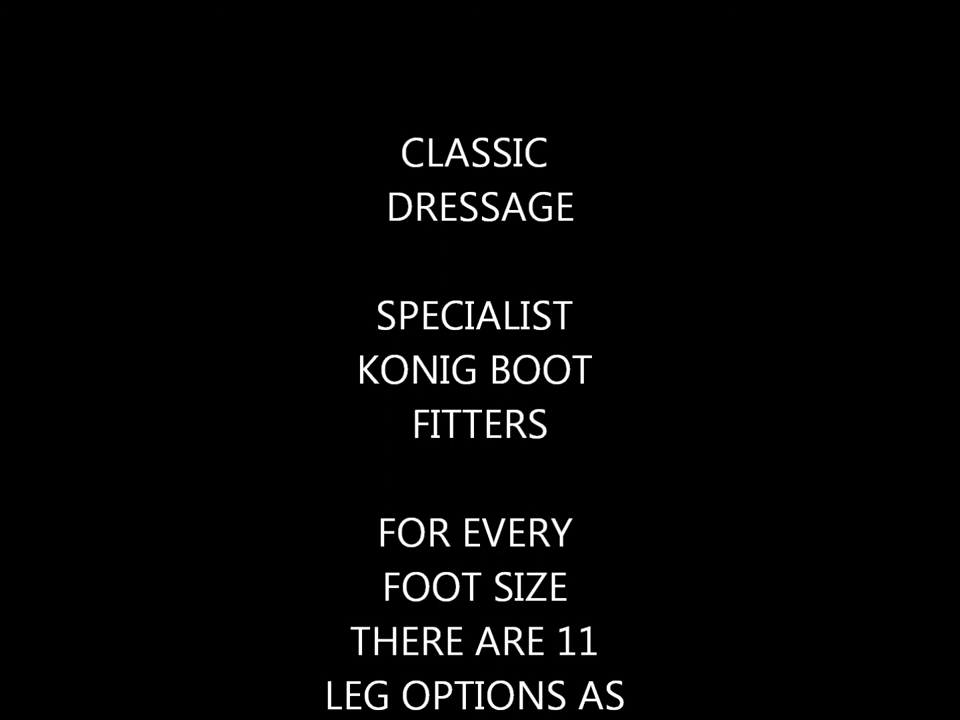 CLASSIC
DRESSAGE
SPECIALIST
KONIG BOOT
FITTERS
FOR EVERY
FOOT SIZE
THERE ARE 11
LEG OPTIONS AS